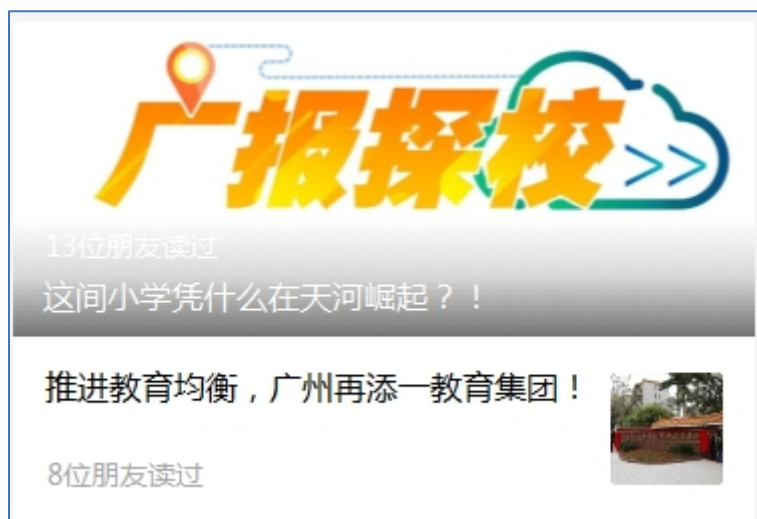 广报探校>>
13位朋友读过
这间小学凭什么在天河崛起？！
推进教育均衡，广州再添一教育集团！
8位朋友读过